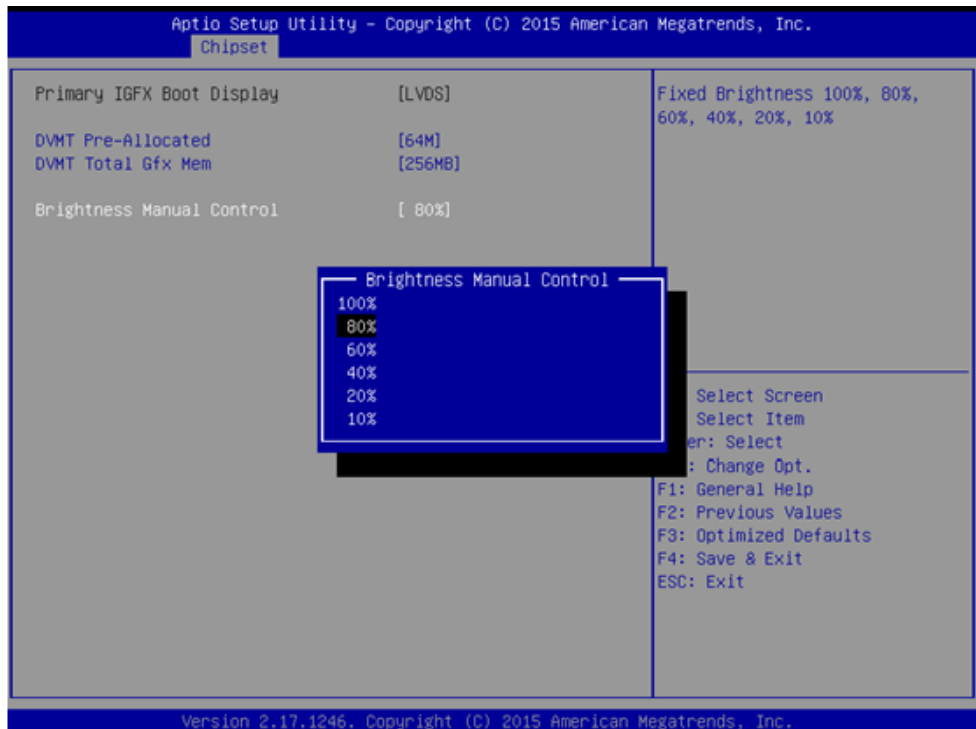 Aptio Setup Utility – Copyright (C) 2015 American Megatrends, Inc.
Chipset
Primary IGFX Boot Display [LVDS]
DVMT Pre-Allocated [64M]
DVMT Total Gfx Mem [256MB]
Brightness Manual Control [ 80%]
Fixed Brightness 100%, 80%,
60%, 40%, 20%, 10%
Brightness Manual Control
100%
80%
60%
40%
20%
10%
Select Screen
Select Item
er: Select
: Change Opt.
F1: General Help
F2: Previous Values
F3: Optimized Defaults
F4: Save & Exit
ESC: Exit
Version 2.17.1246. Copyright (C) 2015 American Megatrends, Inc.